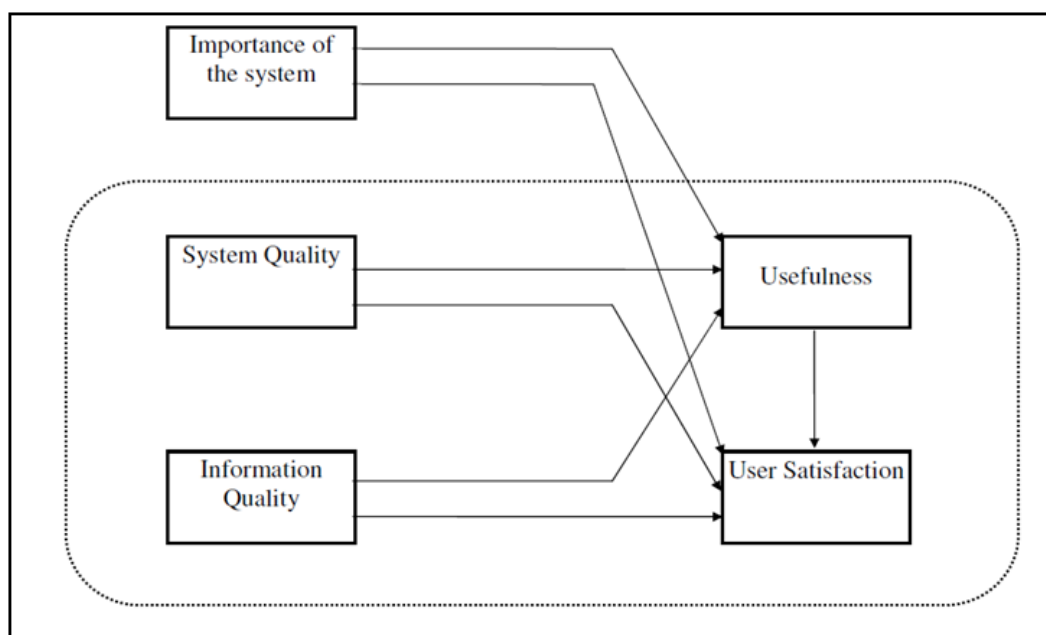 Importance of
the system
System Quality
Usefulness
Information
Quality
User Satisfaction